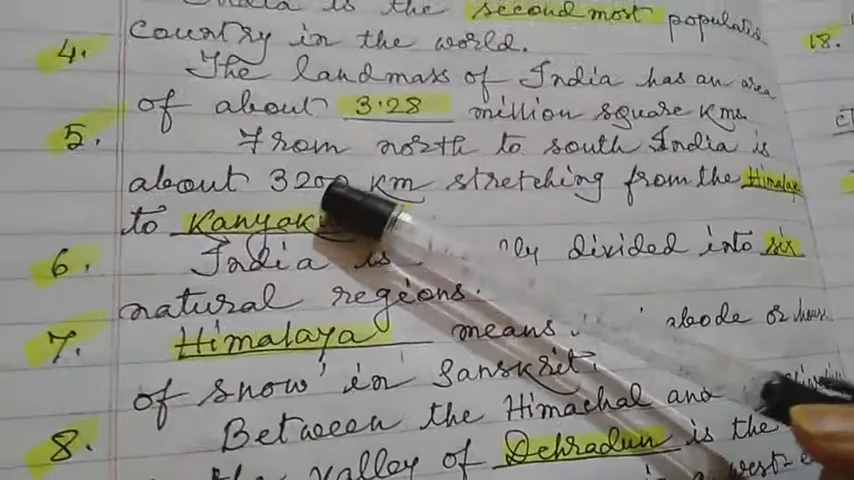 is the second most populated
4. country in the world.
The landmass of India has an area
of about 3.28 million square kms
5. From north to south India is
about 3200 km stretching from the Himalaya
to
6. India is divided into six
natural regions.
7. Himalaya means abode or house
of snow' in Sanskrit.
8. Between the Himachal and
valley of Dehradun is the
18.